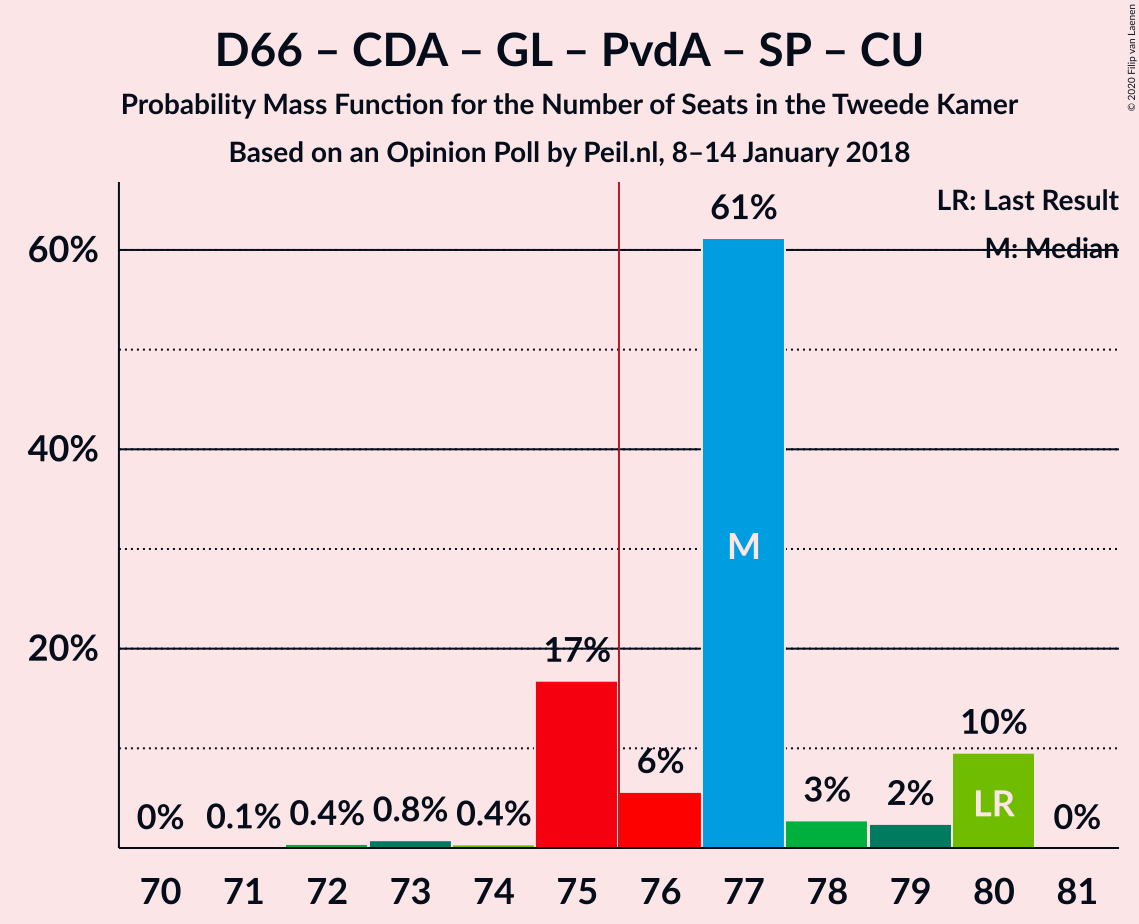 D66 – CDA – GL – PvdA – SP – CU
Probability Mass Function for the Number of Seats in the Tweede Kamer
Based on an Opinion Poll by Peil.nl, 8–14 January 2018
© 2020 Filip van Laenen
LR: Last Result
M: Median
60%
40%
20%
0%
0.1%
0.4%
0.8%
0.4%
17%
6%
61%
3%
2%
10%
0%
M
LR
70 71 72 73 74 75 76 77 78 79 80 81